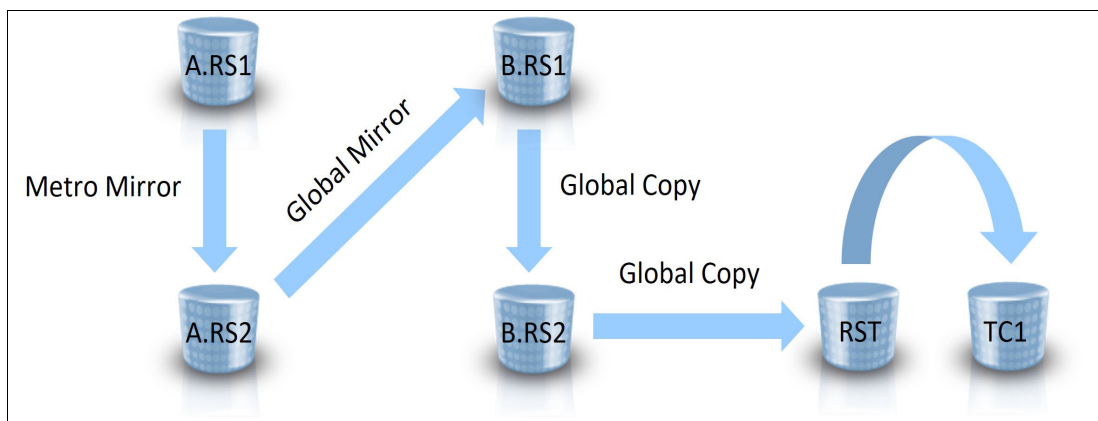 A.RS1
B.RS1
Metro Mirror
Global Mirror
Global Copy
Global Copy
A.RS2
B.RS2
RST
TC1